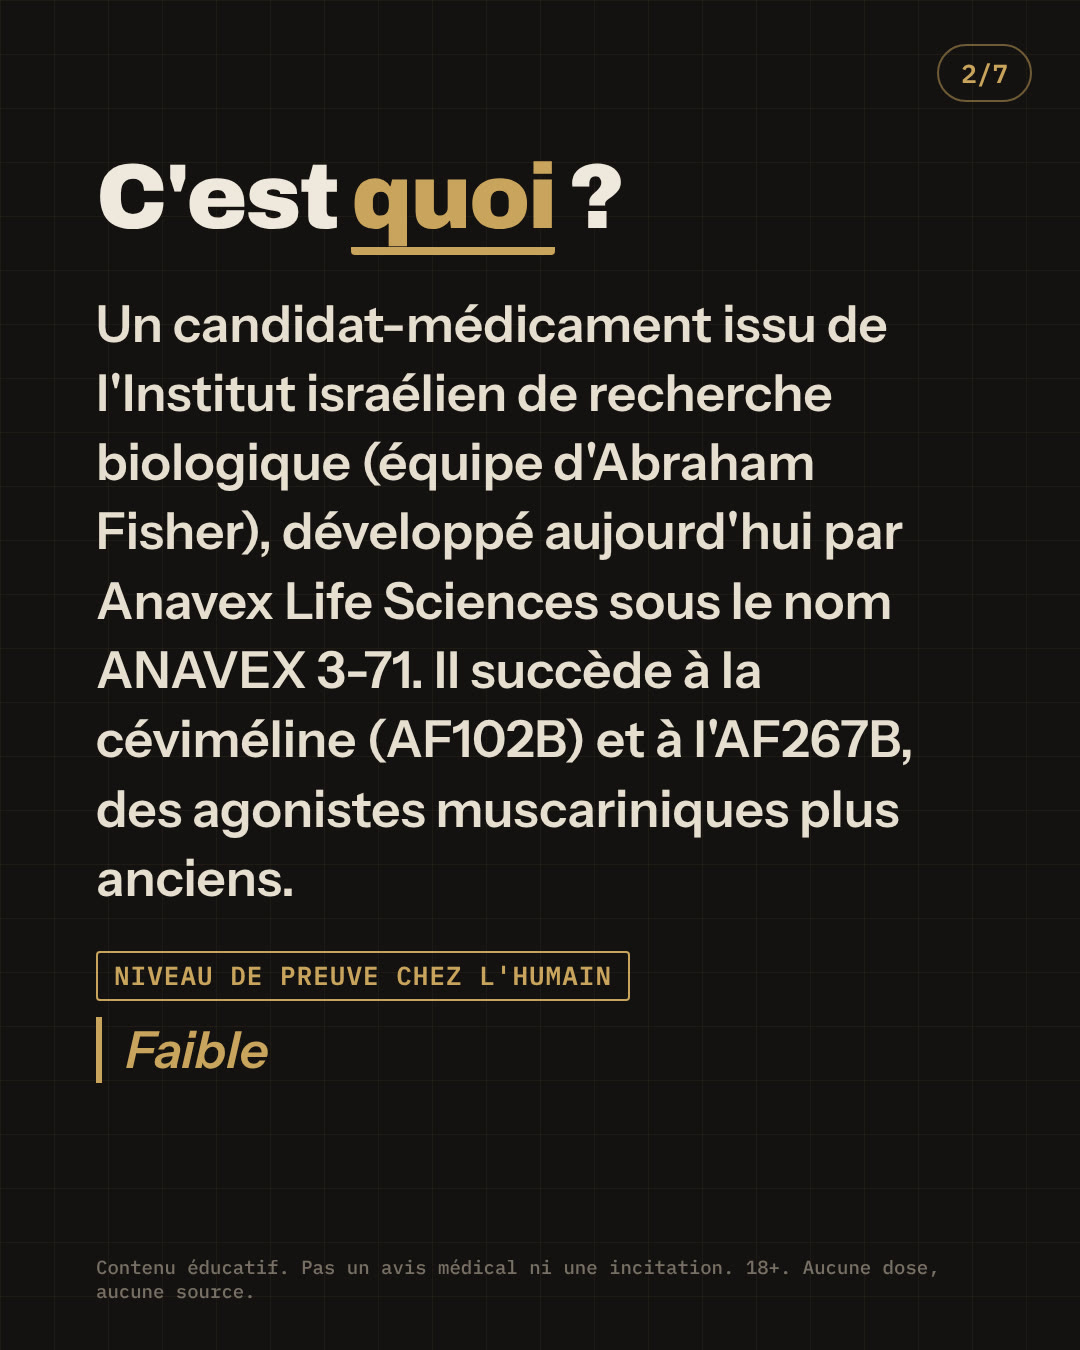 2/7
C'est quoi ?
Un candidat-médicament issu de
l'Institut israélien de recherche
biologique (équipe d'Abraham
Fisher), développé aujourd'hui par
Anavex Life Sciences sous le nom
ANAVEX 3-71. Il succède à la
céviméline (AF102B) et à l'AF267B,
des agonistes muscariniques plus
anciens.
NIVEAU DE PREUVE CHEZ L'HUMAIN
Faible
Contenu éducatif. Pas un avis médical ni une incitation. 18+. Aucune dose,
aucune source.